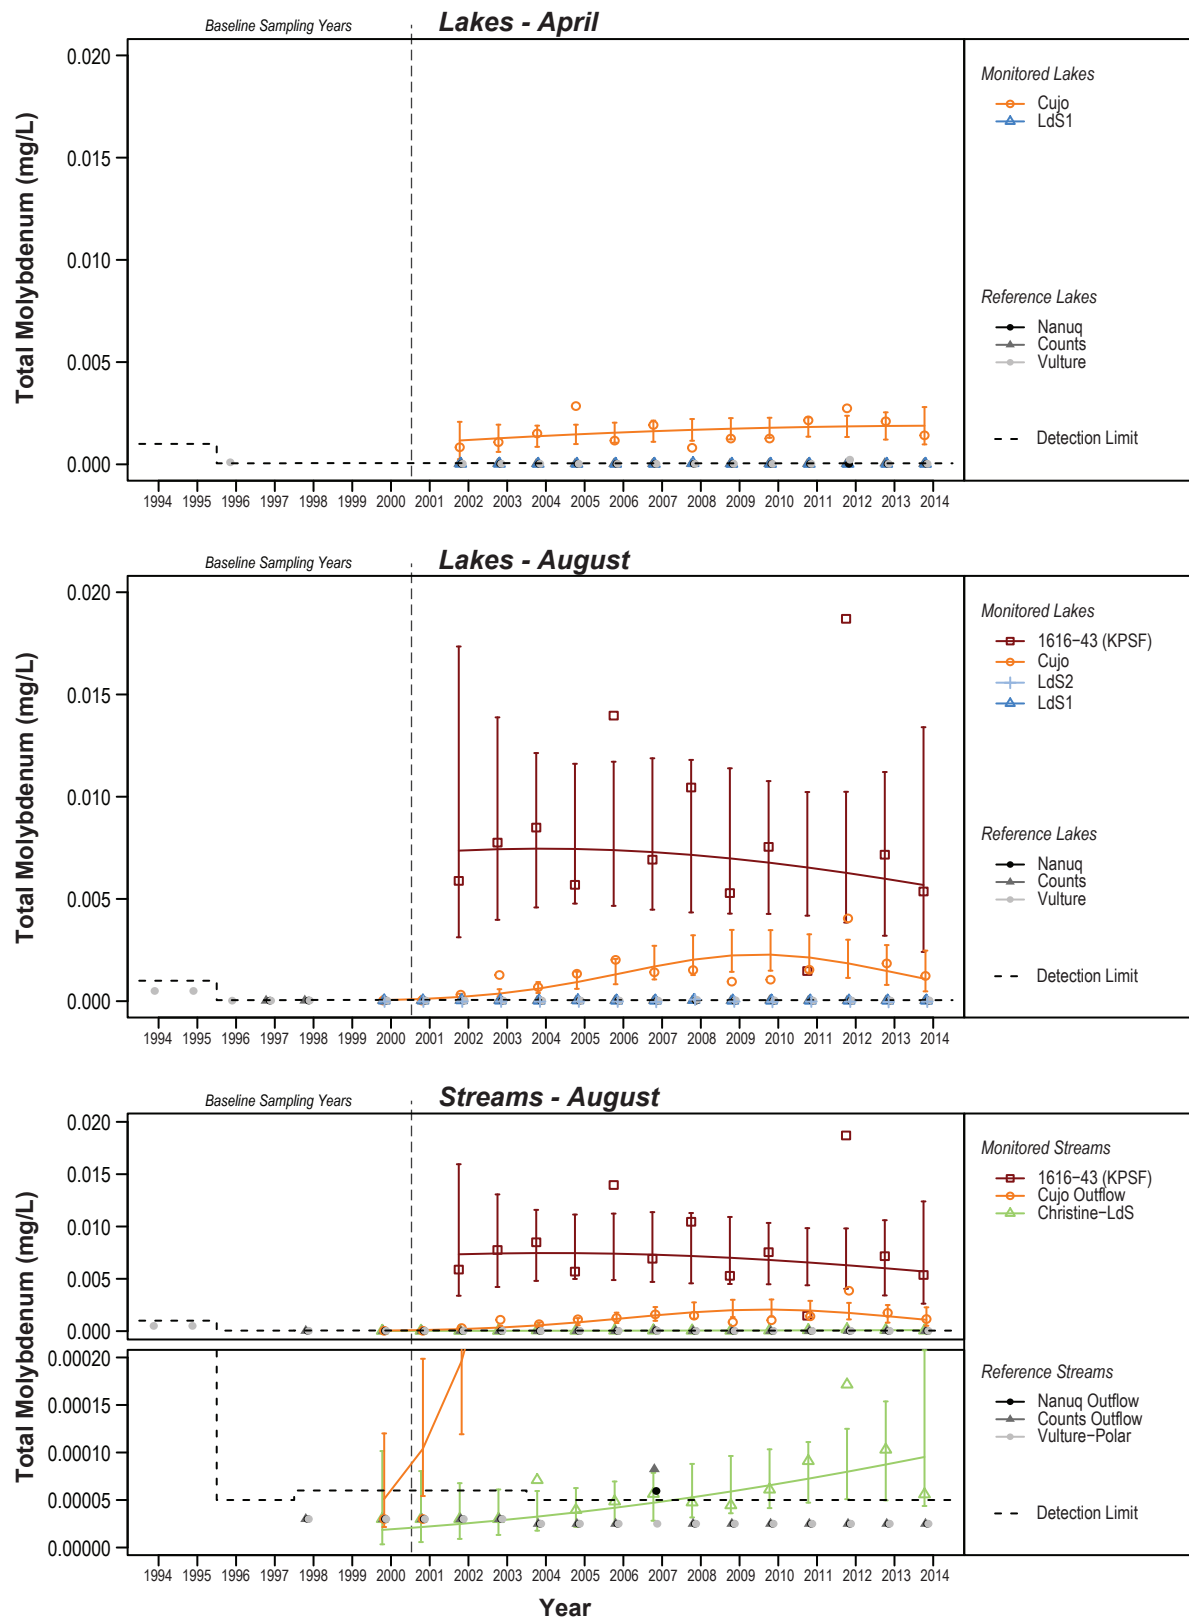 Baseline Sampling Years
Lakes - April
Total Molybdenum (mg/L)
0.020
0.015
0.010
0.005
0.000
1994 1995 1996 1997 1998 1999 2000 2001 2002 2003 2004 2005 2006 2007 2008 2009 2010 2011 2012 2013 2014
Monitored Lakes
Cujo
LdS1
Reference Lakes
Nanuq
Counts
Vulture
Detection Limit
Baseline Sampling Years
Lakes - August
Total Molybdenum (mg/L)
0.020
0.015
0.010
0.005
0.000
1994 1995 1996 1997 1998 1999 2000 2001 2002 2003 2004 2005 2006 2007 2008 2009 2010 2011 2012 2013 2014
Monitored Lakes
1616−43 (KPSF)
Cujo
LdS2
LdS1
Reference Lakes
Nanuq
Counts
Vulture
Detection Limit
Baseline Sampling Years
Streams - August
Total Molybdenum (mg/L)
0.020
0.015
0.010
0.005
0.000
0.00020
0.00015
0.00010
0.00005
0.00000
1994 1995 1996 1997 1998 1999 2000 2001 2002 2003 2004 2005 2006 2007 2008 2009 2010 2011 2012 2013 2014
Year
Monitored Streams
1616−43 (KPSF)
Cujo Outflow
Christine−LdS
Reference Streams
Nanuq Outflow
Counts Outflow
Vulture−Polar
Detection Limit